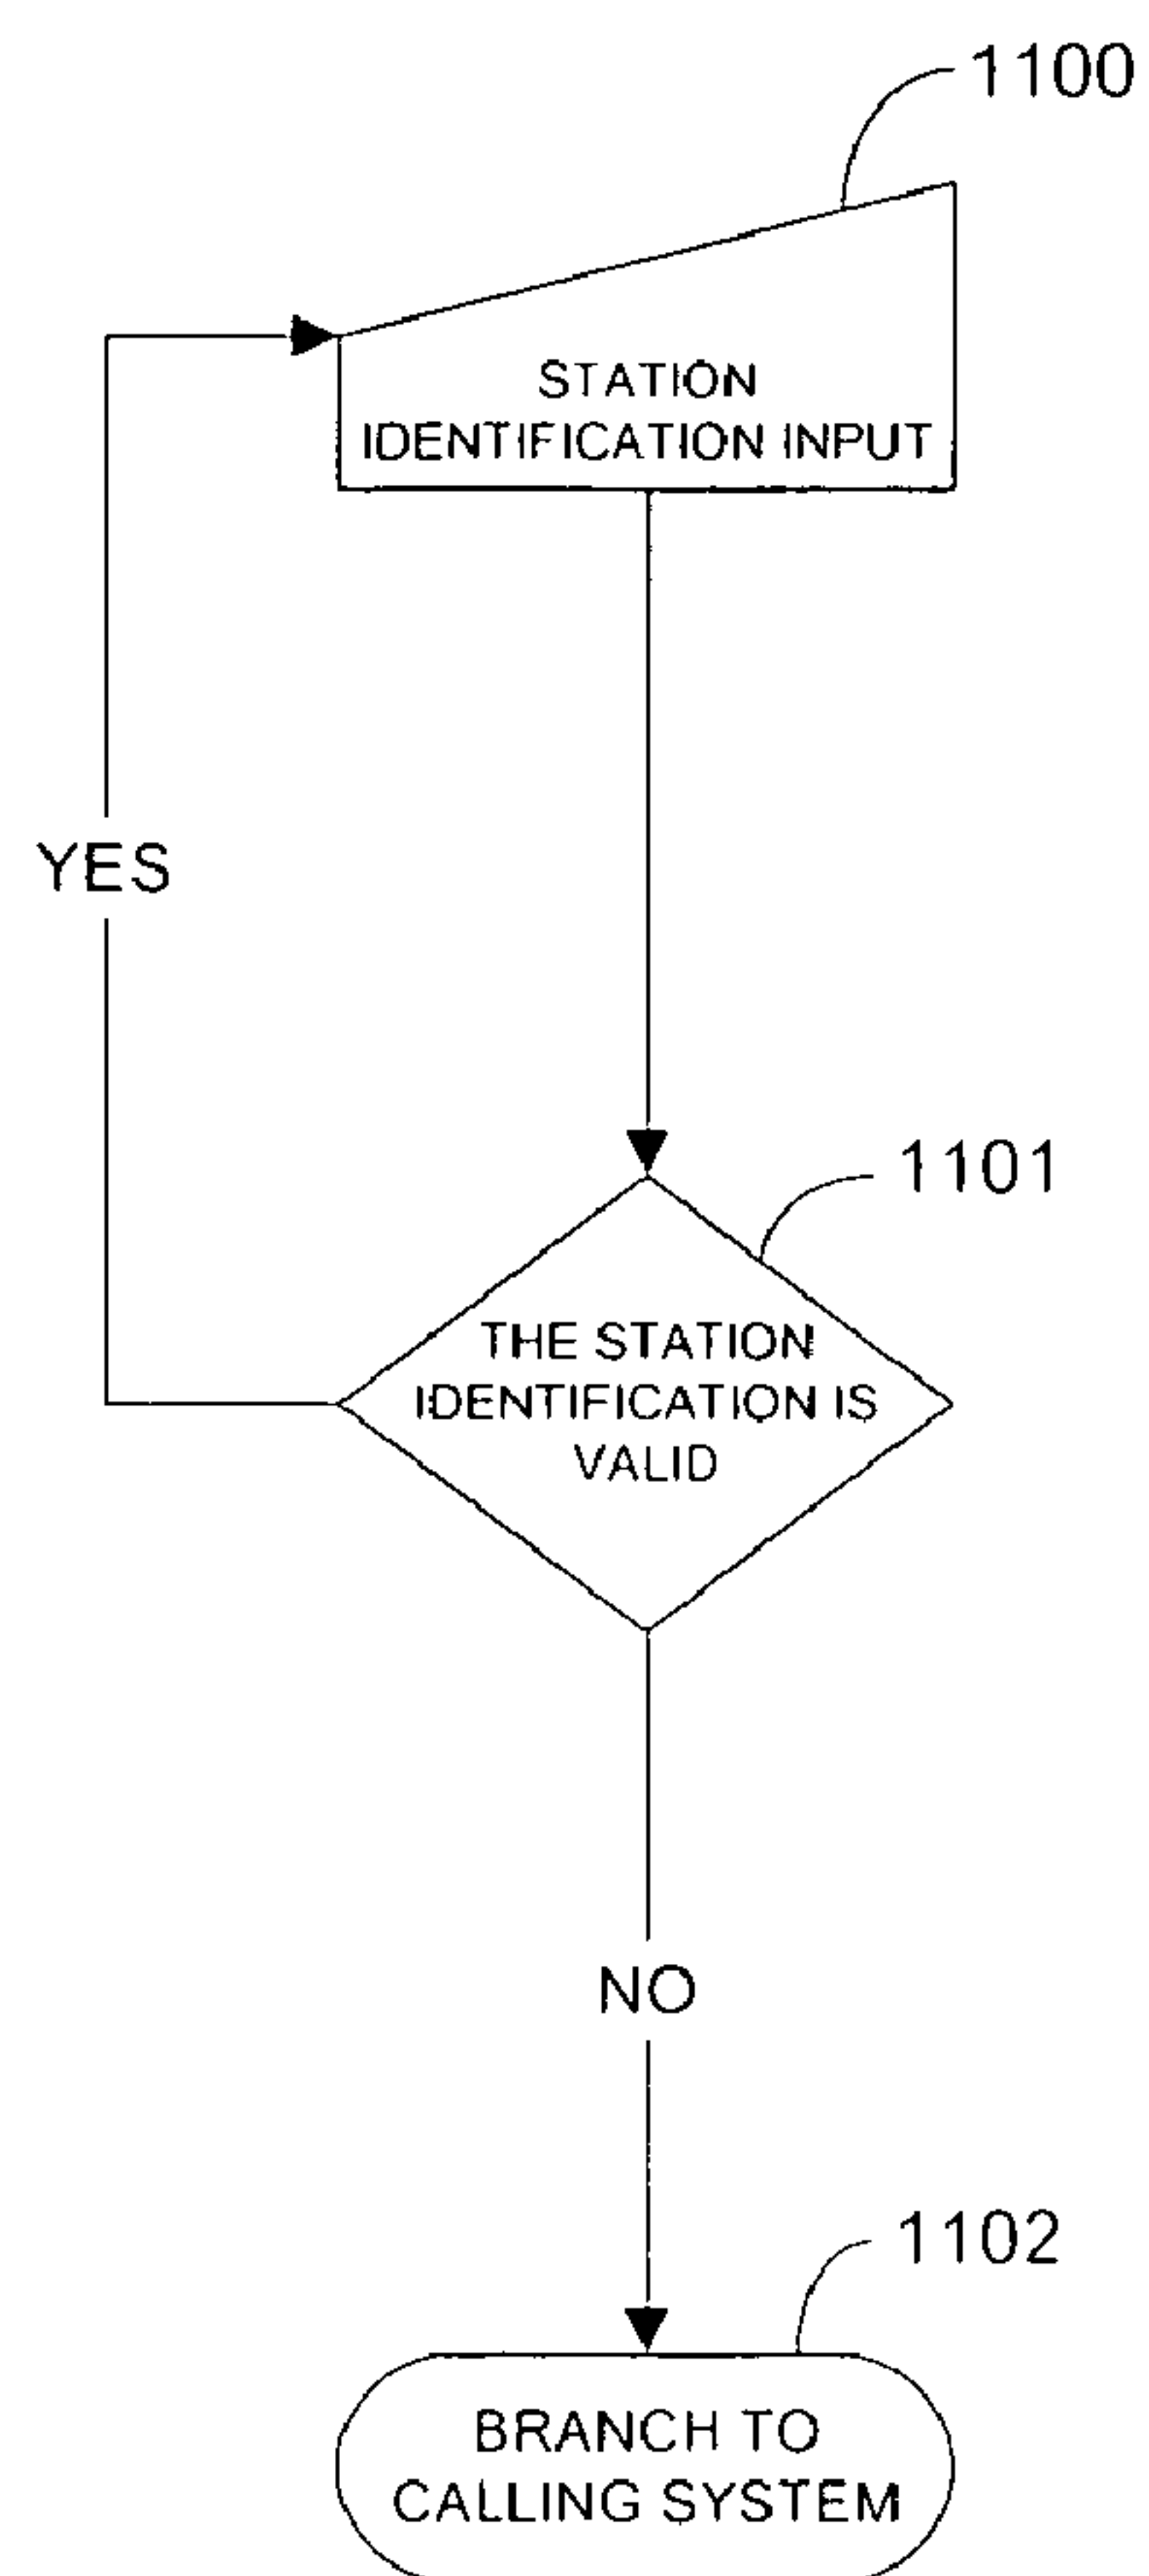 1100
STATION
IDENTIFICATION INPUT
YES
1101
THE STATION
IDENTIFICATION IS
VALID
NO
1102
BRANCH TO
CALLING SYSTEM